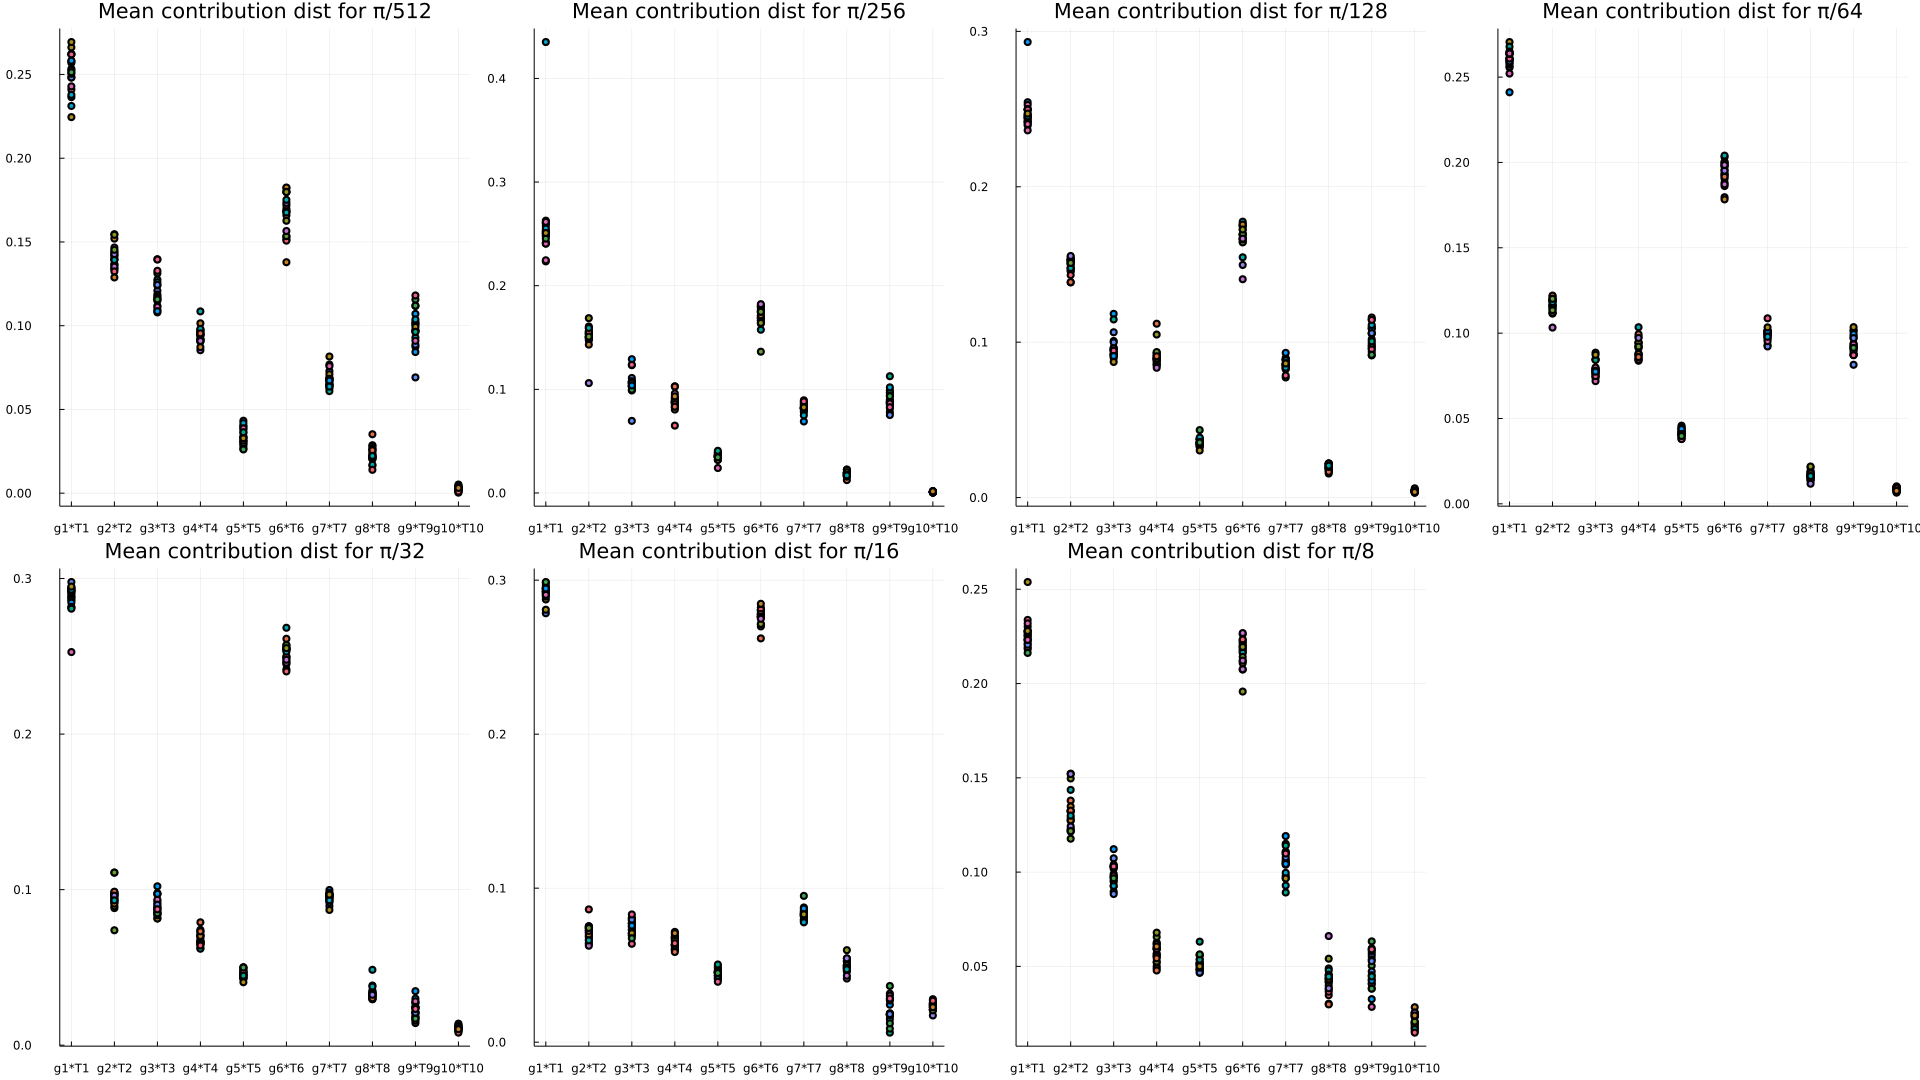 Mean contribution dist for π/512
0.25
0.20
0.15
0.10
0.05
0.00
g1*T1 g2*T2 g3*T3 g4*T4 g5*T5 g6*T6 g7*T7 g8*T8 g9*T9 g10*T10
Mean contribution dist for π/256
0.4
0.3
0.2
0.1
0.0
g1*T1 g2*T2 g3*T3 g4*T4 g5*T5 g6*T6 g7*T7 g8*T8 g9*T9 g10*T10
Mean contribution dist for π/128
0.3
0.2
0.1
0.0
g1*T1 g2*T2 g3*T3 g4*T4 g5*T5 g6*T6 g7*T7 g8*T8 g9*T9 g10*T10
Mean contribution dist for π/64
0.25
0.20
0.15
0.10
0.05
0.00
g1*T1 g2*T2 g3*T3 g4*T4 g5*T5 g6*T6 g7*T7 g8*T8 g9*T9 g10*T10
Mean contribution dist for π/32
0.3
0.2
0.1
0.0
g1*T1 g2*T2 g3*T3 g4*T4 g5*T5 g6*T6 g7*T7 g8*T8 g9*T9 g10*T10
Mean contribution dist for π/16
0.3
0.2
0.1
0.0
g1*T1 g2*T2 g3*T3 g4*T4 g5*T5 g6*T6 g7*T7 g8*T8 g9*T9 g10*T10
Mean contribution dist for π/8
0.25
0.20
0.15
0.10
0.05
g1*T1 g2*T2 g3*T3 g4*T4 g5*T5 g6*T6 g7*T7 g8*T8 g9*T9 g10*T10